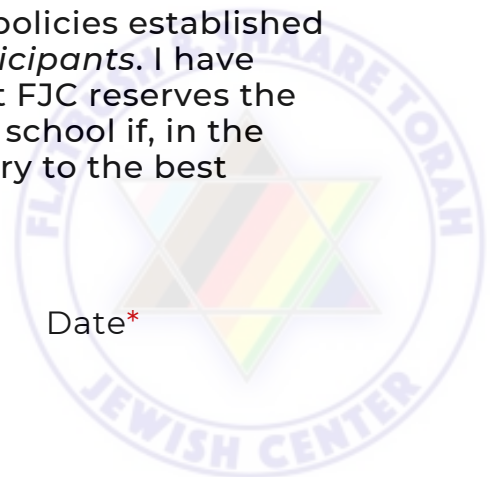 policies established
icipants. I have
t FJC reserves the
school if, in the
ry to the best
Date*
SHAARE TORAH
JEWISH CENTER